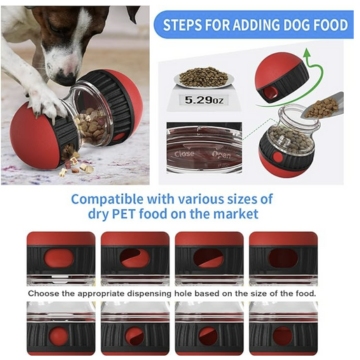 STEPS FOR ADDING DOG FOOD
5.29oz
Close Open
Compatible with various sizes of
dry PET food on the market
Choose the appropriate dispensing hole based on the size of the food.